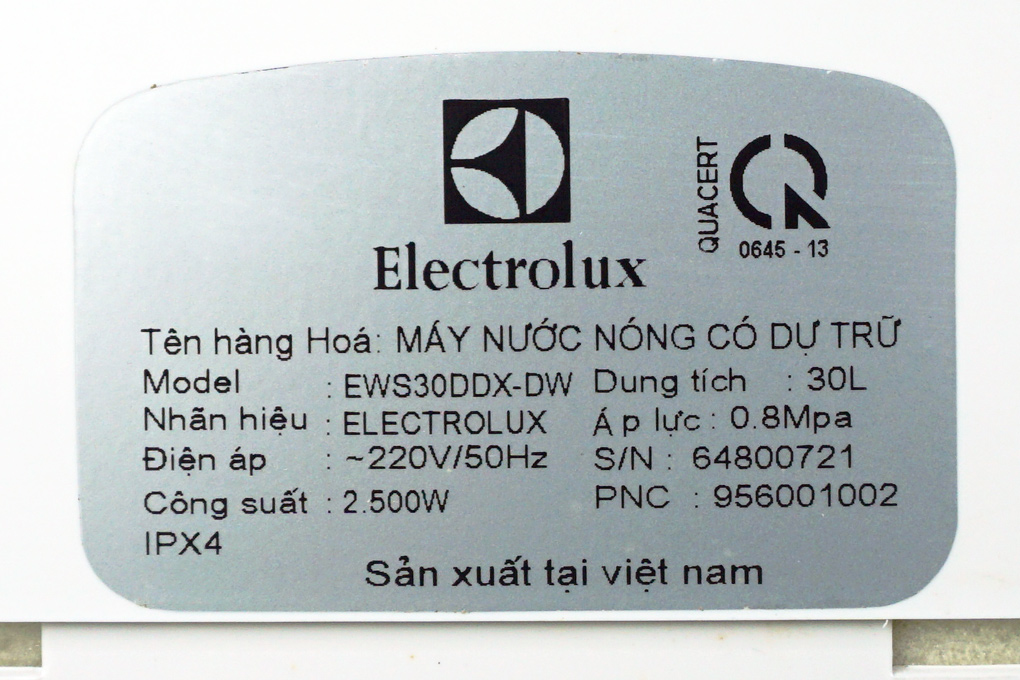 Electrolux
QUACERT
0645 - 13
Tên hàng Hoá: MÁY NƯỚC NÓNG CÓ DỰ TRỮ
Model : EWS30DDX-DW Dung tích : 30L
Nhãn hiệu : ELECTROLUX Áp lực : 0.8Mpa
Điện áp : ~220V/50Hz S/N : 64800721
Công suất : 2.500W PNC : 956001002
IPX4
Sản xuất tại việt nam